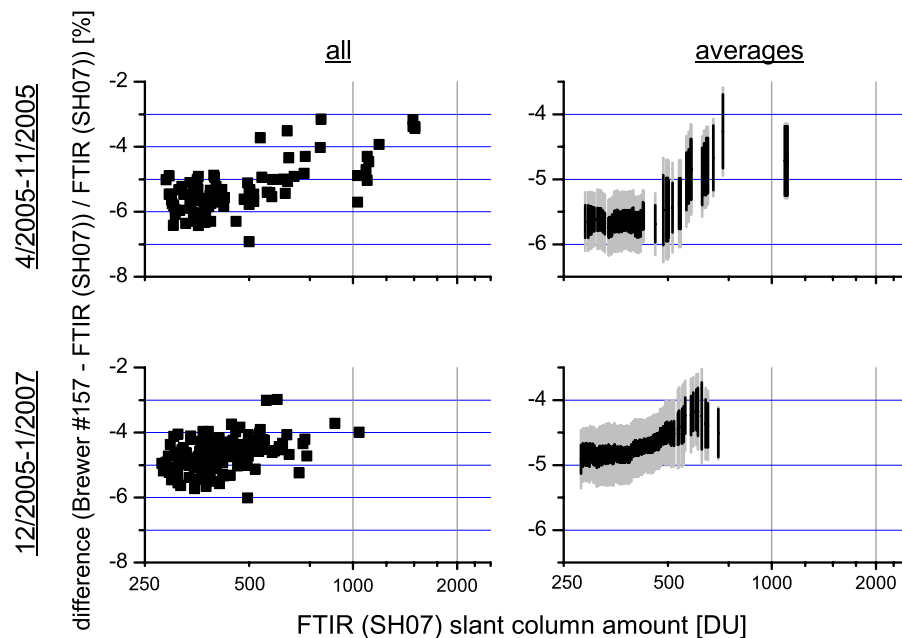 all
averages
4/2005-11/2005
12/2005-1/2007
difference (Brewer #157 - FTIR (SH07)) / FTIR (SH07)) [%]
-2
-4
-6
-8
-4
-5
-6
-2
-4
-6
-8
-4
-5
-6
250 500 1000 2000
250 500 1000 2000
FTIR (SH07) slant column amount [DU]